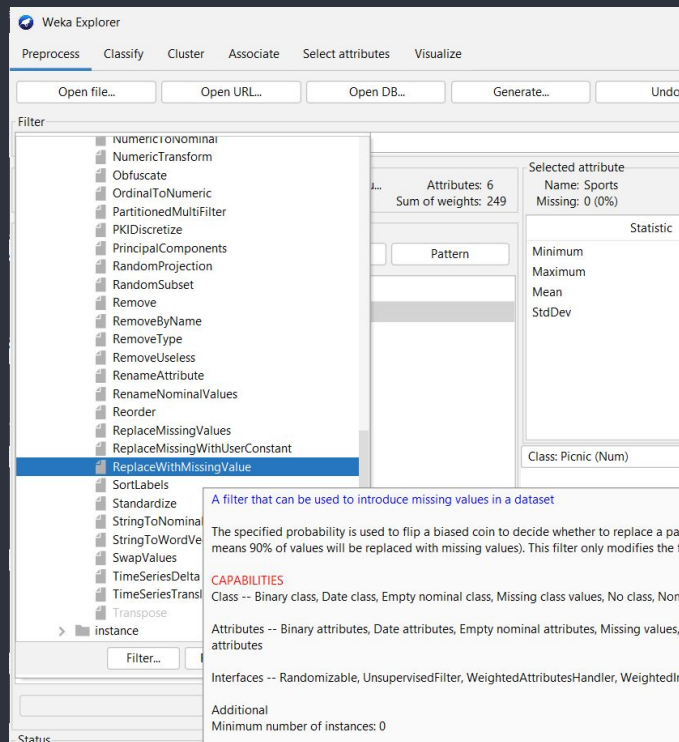 Weka Explorer
Preprocess Classify Cluster Associate Select attributes Visualize
Open file... Open URL... Open DB... Generate... Undo
Filter
NumericToNominal
NumericTransform
Obfuscate
OrdinalToNumeric
PartitionedMultiFilter
PKIDiscretize
PrincipalComponents
RandomProjection
RandomSubset
Remove
RemoveByName
RemoveType
RemoveUseless
RenameAttribute
RenameNominalValues
Reorder
ReplaceMissingValues
ReplaceMissingWithUserConstant
ReplaceWithMissingValue
SortLabels
Standardize
StringToNominal
StringToWordVe
SwapValues
TimeSeriesDelta
TimeSeriesTransl
Transpose
instance
Filter...
Attributes: 6
Sum of weights: 249
Pattern
Selected attribute
Name: Sports
Missing: 0 (0%)
Statistic
Minimum
Maximum
Mean
StdDev
Class: Picnic (Num)
A filter that can be used to introduce missing values in a dataset
The specified probability is used to flip a biased coin to decide whether to replace a pa
means 90% of values will be replaced with missing values). This filter only modifies the
CAPABILITIES
Class -- Binary class, Date class, Empty nominal class, Missing class values, No class, Nom
Attributes -- Binary attributes, Date attributes, Empty nominal attributes, Missing values,
attributes
Interfaces -- Randomizable, UnsupervisedFilter, WeightedAttributesHandler, WeightedIn
Additional
Minimum number of instances: 0
Status